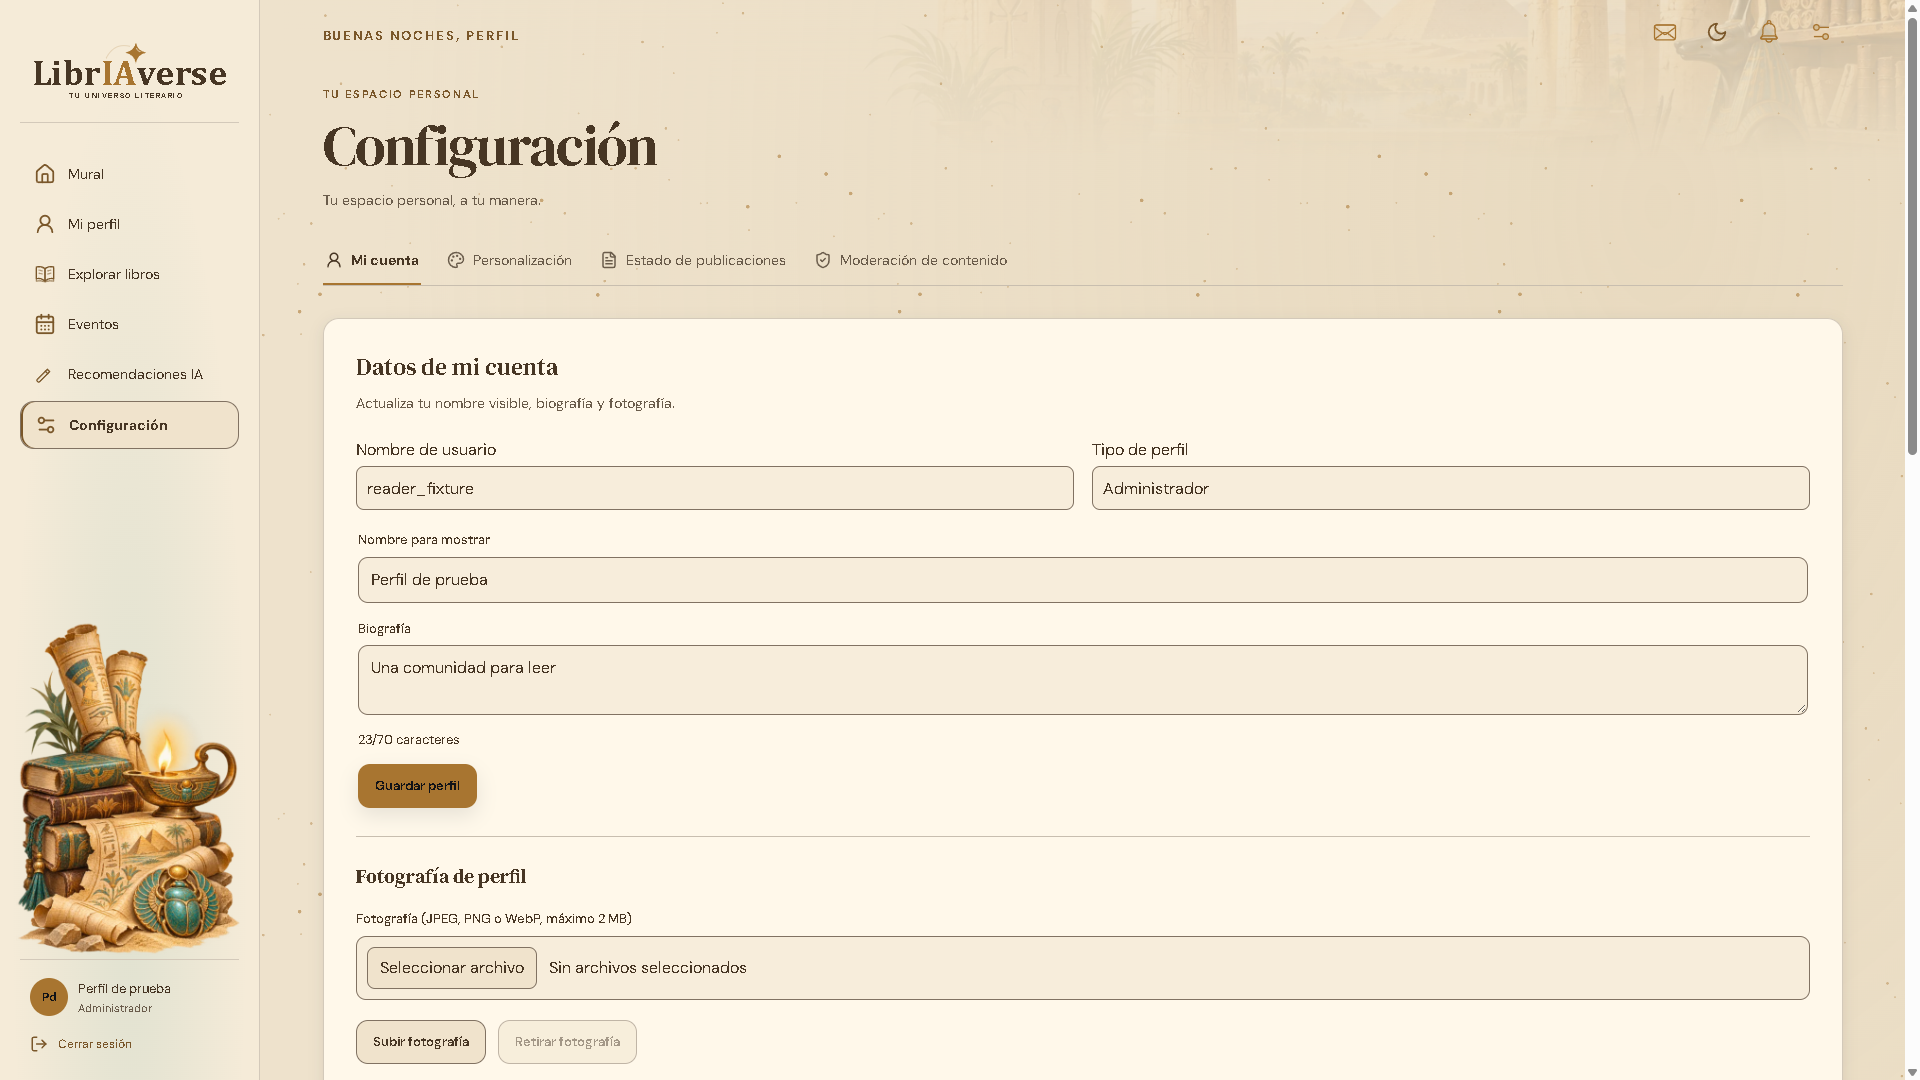 LibrIAverse
TU UNIVERSO LITERARIO
Mural
Mi perfil
Explorar libros
Eventos
Recomendaciones IA
Configuración
Perfil de prueba
Pd
Administrador
Cerrar sesión
BUENAS NOCHES, PERFIL
TU ESPACIO PERSONAL
Configuración
Tu espacio personal, a tu manera.
Mi cuenta
Personalización
Estado de publicaciones
Moderación de contenido
Datos de mi cuenta
Actualiza tu nombre visible, biografía y fotografía.
Nombre de usuario
Tipo de perfil
reader_fixture
Administrador
Nombre para mostrar
Perfil de prueba
Biografía
Una comunidad para leer
23/70 caracteres
Guardar perfil
Fotografía de perfil
Fotografía (JPEG, PNG o WebP, máximo 2 MB)
Seleccionar archivo
Sin archivos seleccionados
Subir fotografía
Retirar fotografía